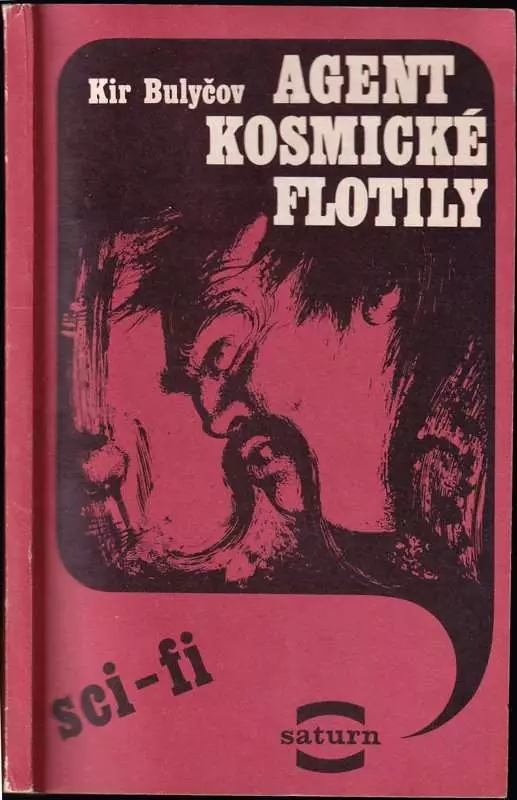 Kir Bulyčov
AGENT
KOSMICKÉ
FLOTILY
sci-fi
saturn